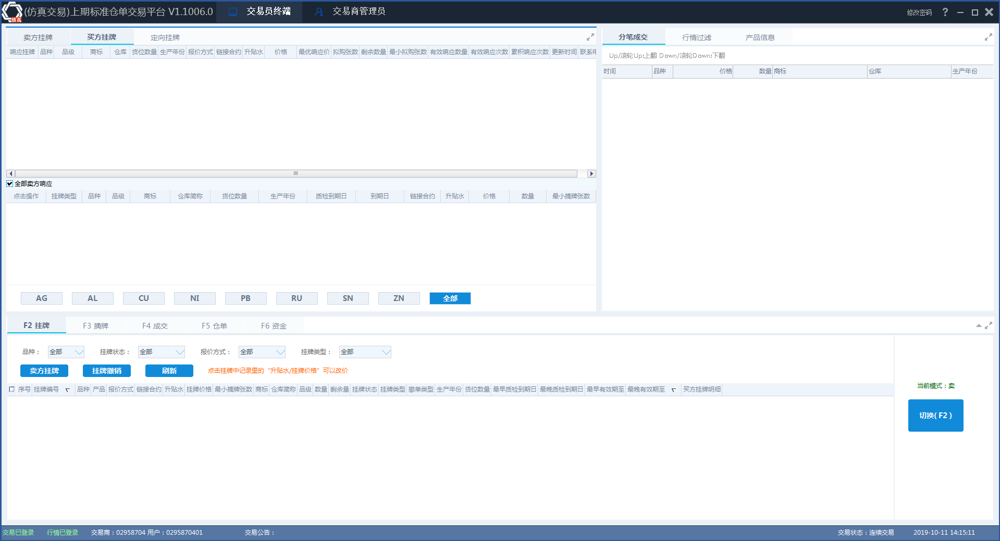 仿真 (仿真交易)上期标准仓单交易平台 V1.1006.0 交易员终端 交易商管理员 修改密码 ?
卖方挂牌 买方挂牌 定向挂牌
响应挂牌 品种 品级 商标 仓库 货位数量 生产年份 报价方式 链接合约 升贴水 价格 最优响应价 拟购张数 剩余数量 最小拟购张数 有效响应数量 有效响应次数 累积响应次数 更新时间 联系电
全部卖方响应
点击操作 挂牌类型 品种 品级 商标 仓库简称 货位数量 生产年份 质检到期日 到期日 链接合约 升贴水 价格 数量 最小摘牌张数
AG AL CU NI PB RU SN ZN 全部
分笔成交 行情过滤 产品信息
Up/滚轮Up:上翻 Down/滚轮Down:下翻
时间 品种 价格 数量 商标 仓库 生产年份
F2 挂牌 F3 摘牌 F4 成交 F5 仓单 F6 资金
品种： 全部 挂牌状态： 全部 报价方式： 全部 挂牌类型： 全部
卖方挂牌 挂牌撤销 刷新 点击挂牌中记录里的“升贴水/挂牌价格”可以改价
序号 挂牌编号 品种 产品 报价方式 链接合约 升贴水 挂牌价格 最小摘牌张数 商标 仓库简称 品级 数量 剩余量 挂牌状态 挂牌类型 撤单类型 生产年份 货位数量 最早质检到期日 最晚质检到期日 最早有效期至 最晚有效期至 买方挂牌明细
当前模式：卖
切换( F2 )
交易已登录 行情已登录 交易商：02958704 用户：0295870401 交易公告： 交易状态：连续交易 2019-10-11 14:15:11